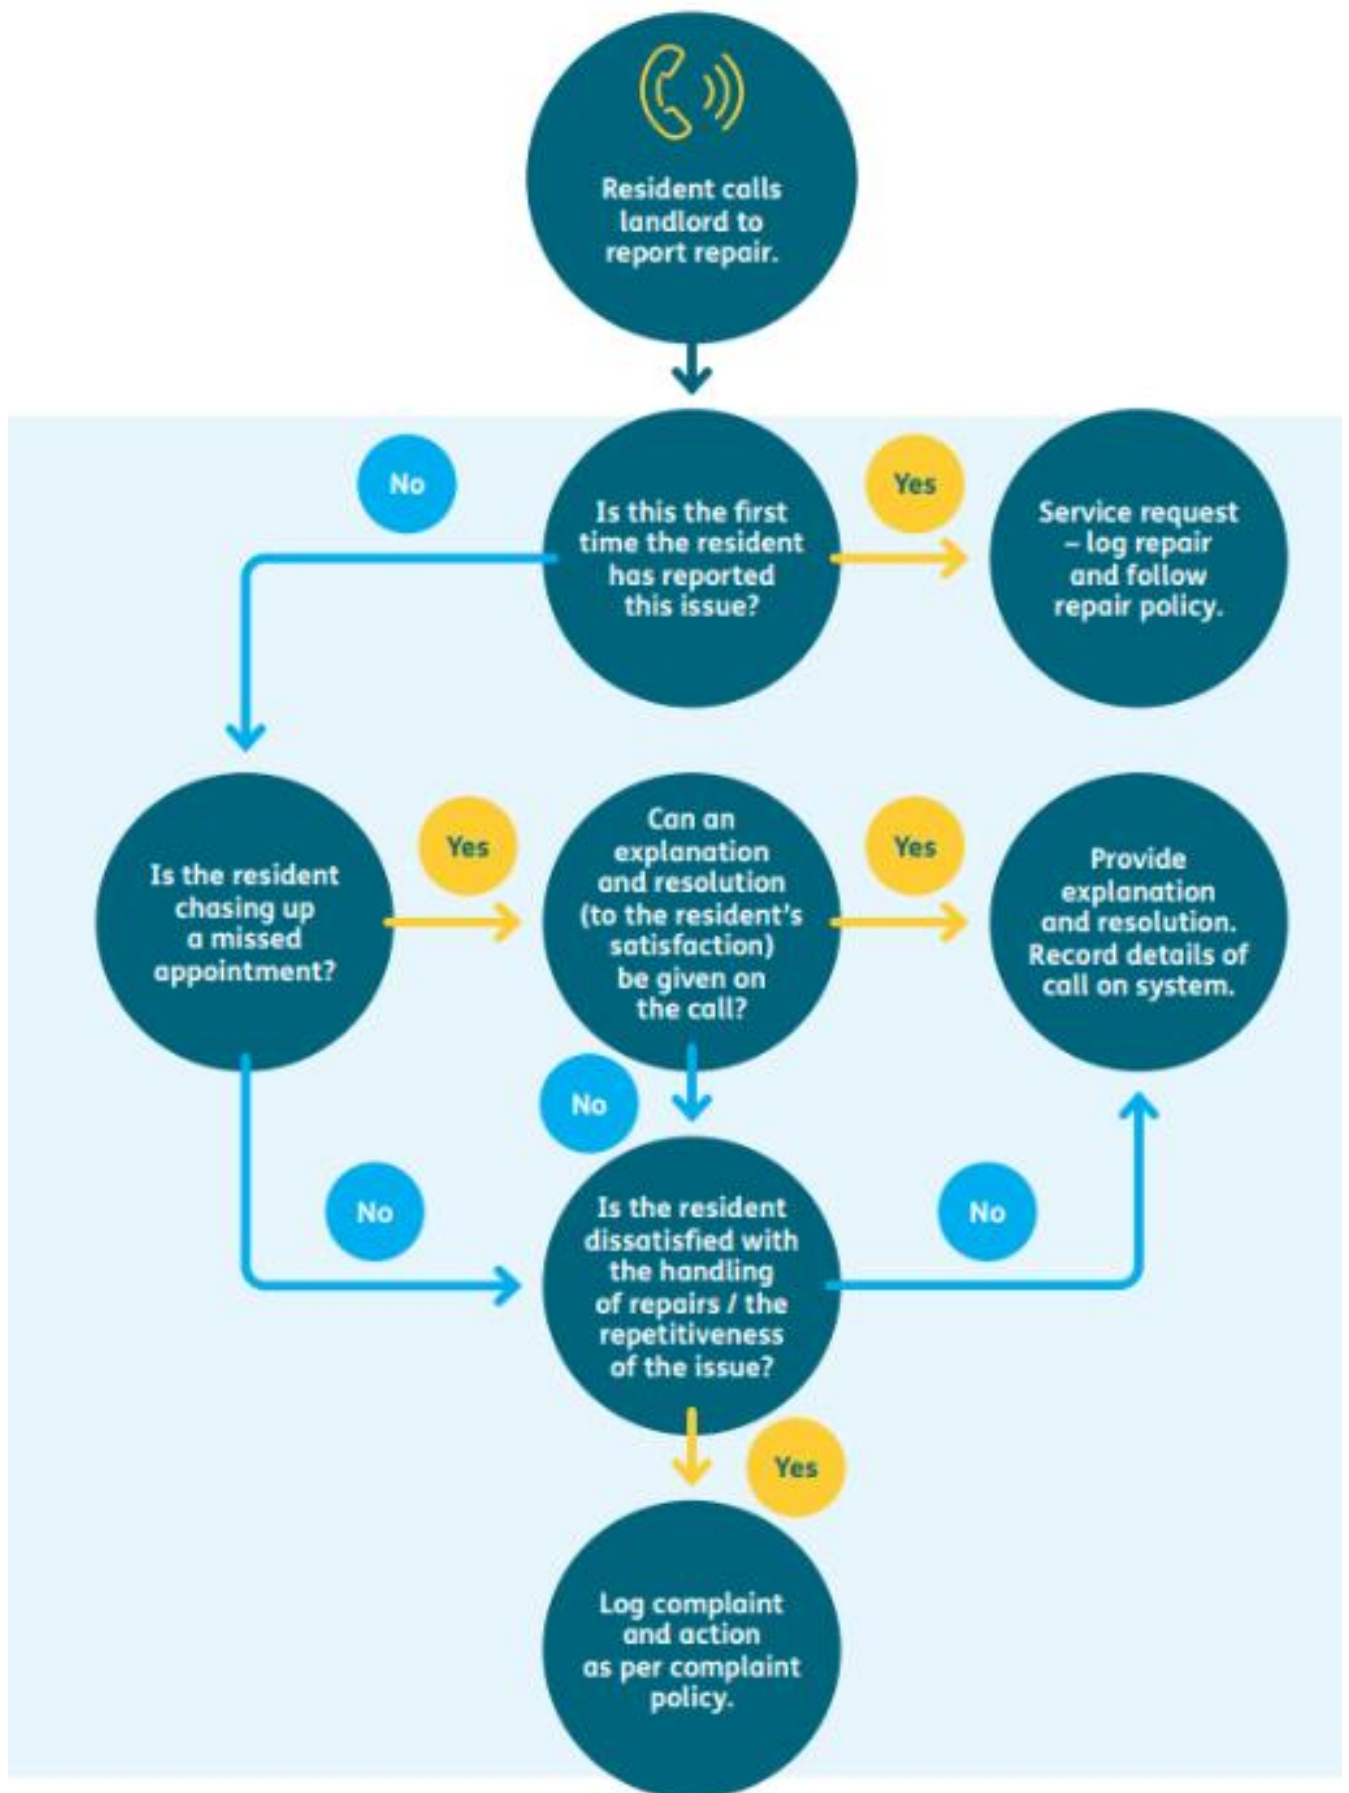 Resident calls
landlord to
report repair.
No
Is this the first
time the resident
has reported
this issue?
Yes
Service request
– log repair
and follow
repair policy.
Is the resident
chasing up
a missed
appointment?
Yes
Can an
explanation
and resolution
(to the resident's
satisfaction)
be given on
the call?
Yes
Provide
explanation
and resolution.
Record details of
call on system.
No
No
Is the resident
dissatisfied with
the handling
of repairs / the
repetitiveness
of the issue?
No
Yes
Log complaint
and action
as per complaint
policy.